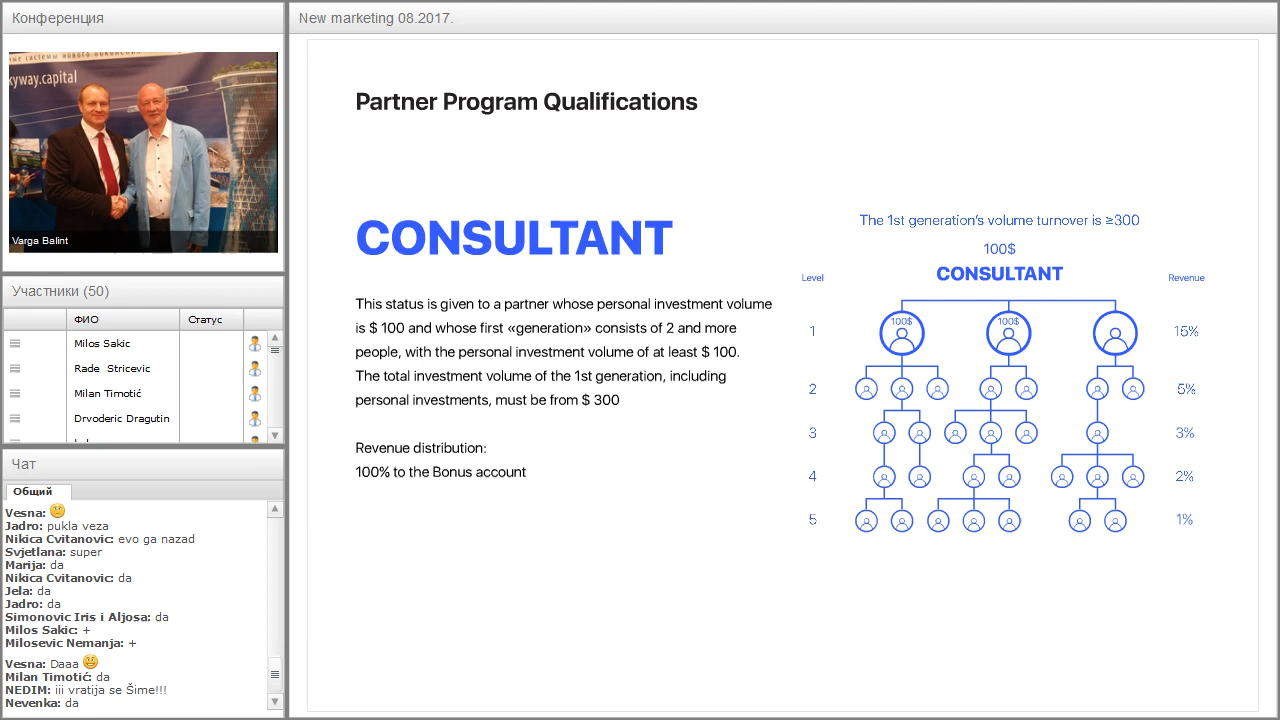 Конференция
kyway.capital
Varga Balint
Участники (50)
ФИО
Статус
Milos Sakic
Rade Stricevic
Milan Timotić
Drvoderic Dragutin
Чат
Общий
Vesna:
Jadro: pukla veza
Nikica Cvitanovic: evo ga nazad
Svjetlana: super
Marija: da
Nikica Cvitanovic: da
Jela: da
Jadro: da
Simonovic Iris i Aljosa: da
Milos Sakic: +
Milosevic Nemanja: +
Vesna: Daaa
Milan Timotić: da
NEDIM: iii vratija se Šime!!!
Nevenka: da
New marketing 08.2017.
Partner Program Qualifications
CONSULTANT
This status is given to a partner whose personal investment volume
is $ 100 and whose first «generation» consists of 2 and more
people, with the personal investment volume of at least $ 100.
The total investment volume of the 1st generation, including
personal investments, must be from $ 300
Revenue distribution:
100% to the Bonus account
The 1st generation's volume turnover is ≥300
100$
Level
CONSULTANT
Revenue
1
100$
100$
15%
2
5%
3
3%
4
2%
5
1%